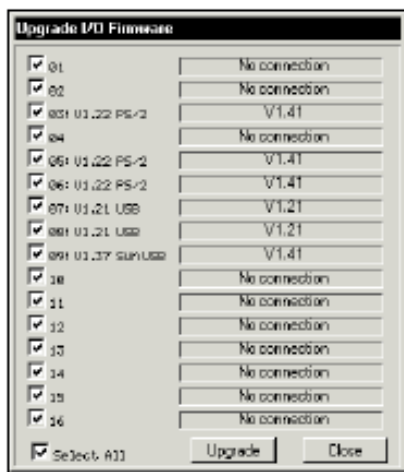 Upgrade I/O Firmware
01 No connection
02 No connection
03: V1.22 PS/2 V1.41
04 No connection
05: V1.22 PS/2 V1.41
06: V1.22 PS/2 V1.41
07: V1.21 USB V1.21
08: V1.21 USB V1.21
09: V1.37 SunUSB V1.41
10 No connection
11 No connection
12 No connection
13 No connection
14 No connection
15 No connection
16 No connection
Select All Upgrade Close